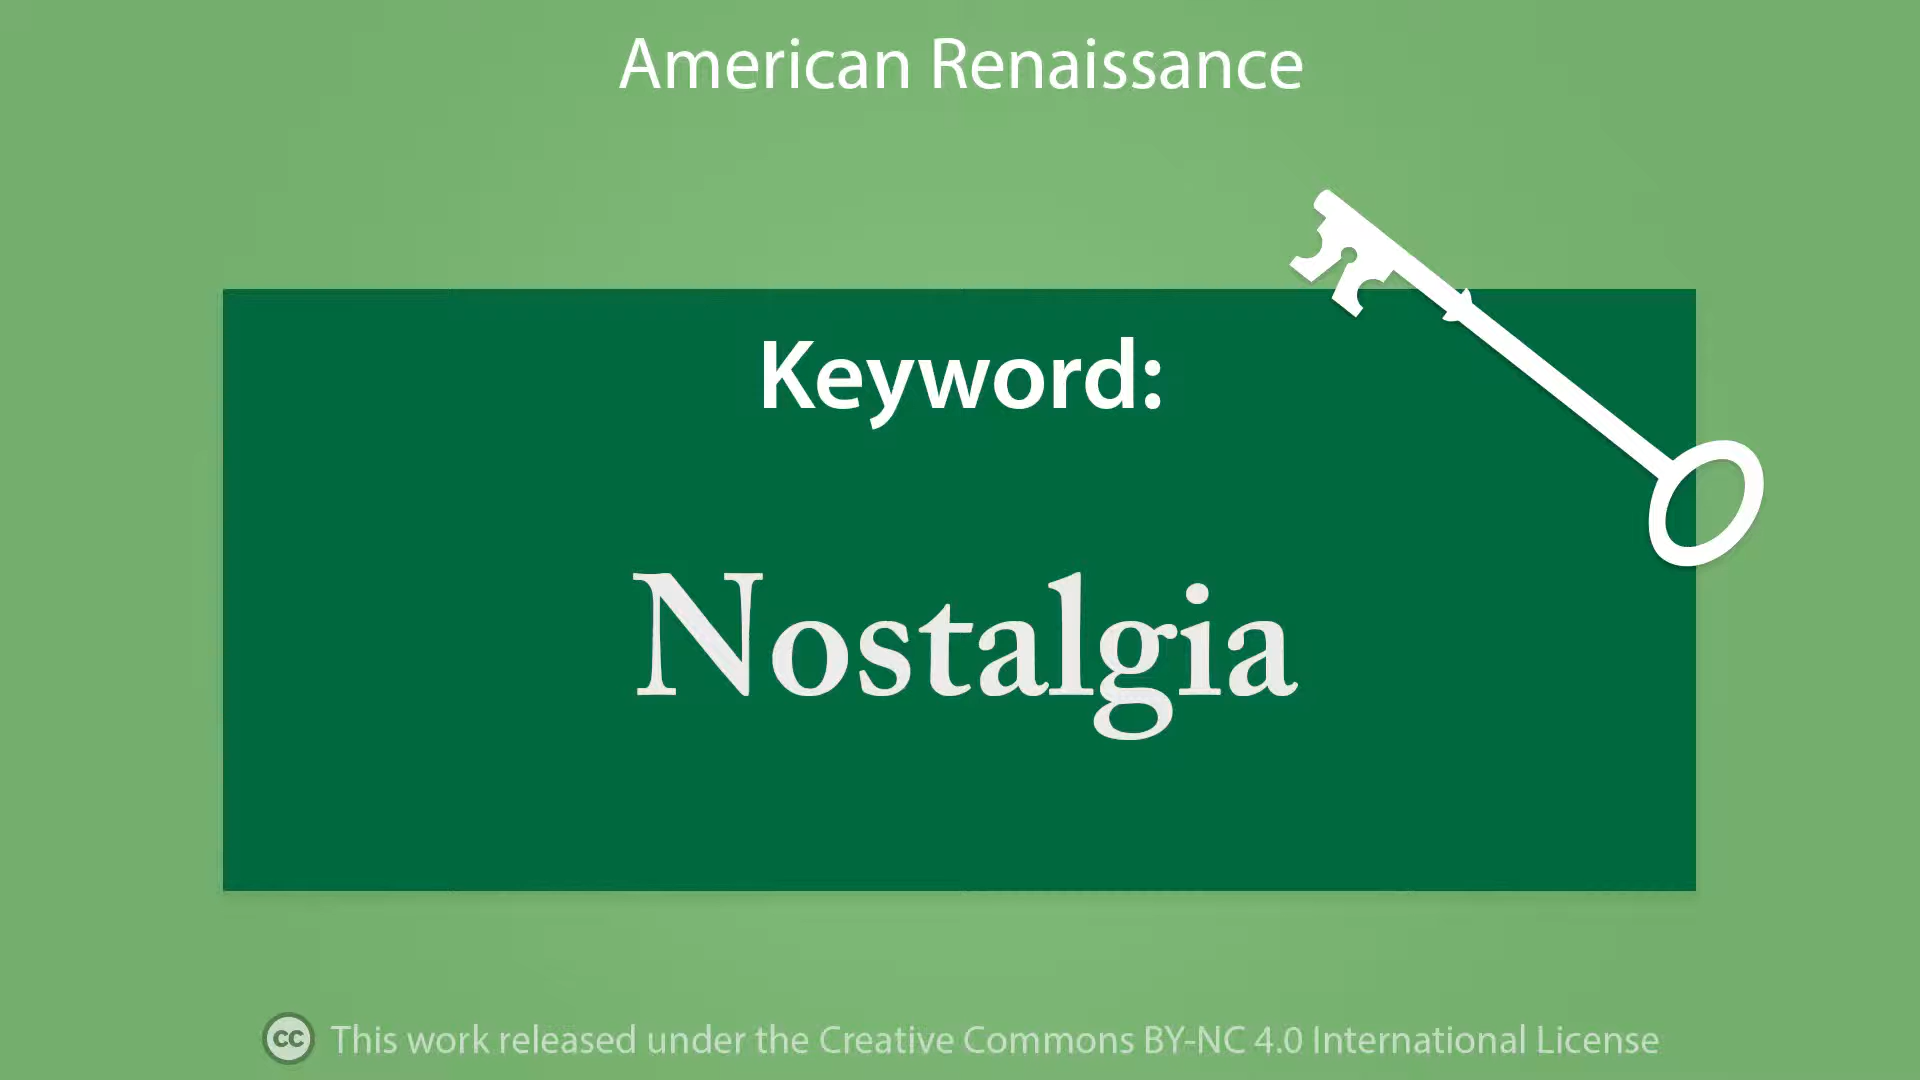 American Renaissance
Keyword:
Nostalgia
cc This work released under the Creative Commons BY-NC 4.0 International License